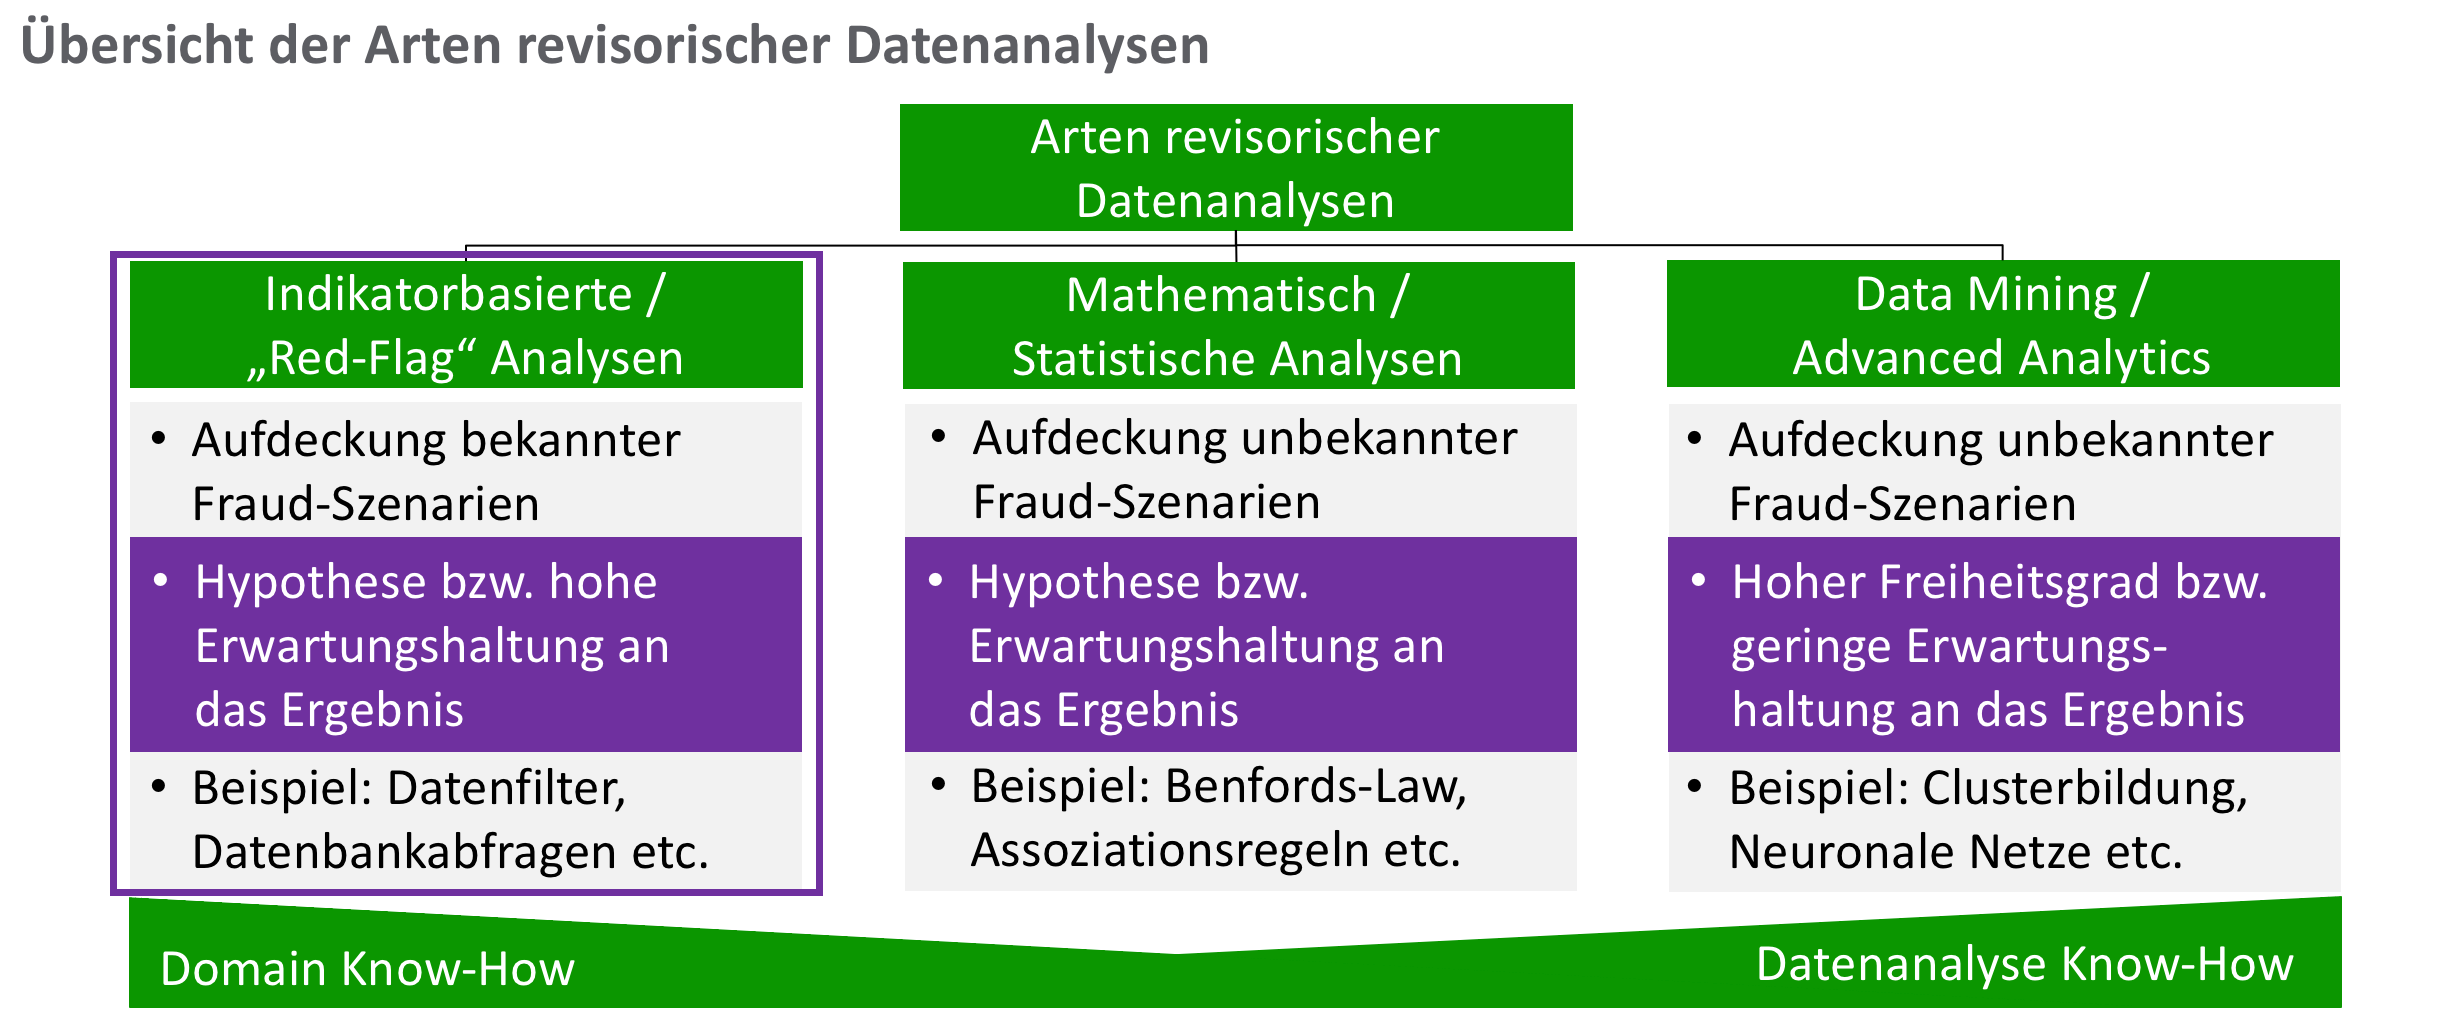 Übersicht der Arten revisorischer Datenanalysen
Arten revisorischer
Datenanalysen
Indikatorbasierte /
„Red-Flag“ Analysen
• Aufdeckung bekannter
Fraud-Szenarien
• Hypothese bzw. hohe
Erwartungshaltung an
das Ergebnis
• Beispiel: Datenfilter,
Datenbankabfragen etc.
Mathematisch /
Statistische Analysen
• Aufdeckung unbekannter
Fraud-Szenarien
• Hypothese bzw.
Erwartungshaltung an
das Ergebnis
• Beispiel: Benfords-Law,
Assoziationsregeln etc.
Data Mining /
Advanced Analytics
• Aufdeckung unbekannter
Fraud-Szenarien
• Hoher Freiheitsgrad bzw.
geringe Erwartungs-
haltung an das Ergebnis
• Beispiel: Clusterbildung,
Neuronale Netze etc.
Domain Know-How
Datenanalyse Know-How